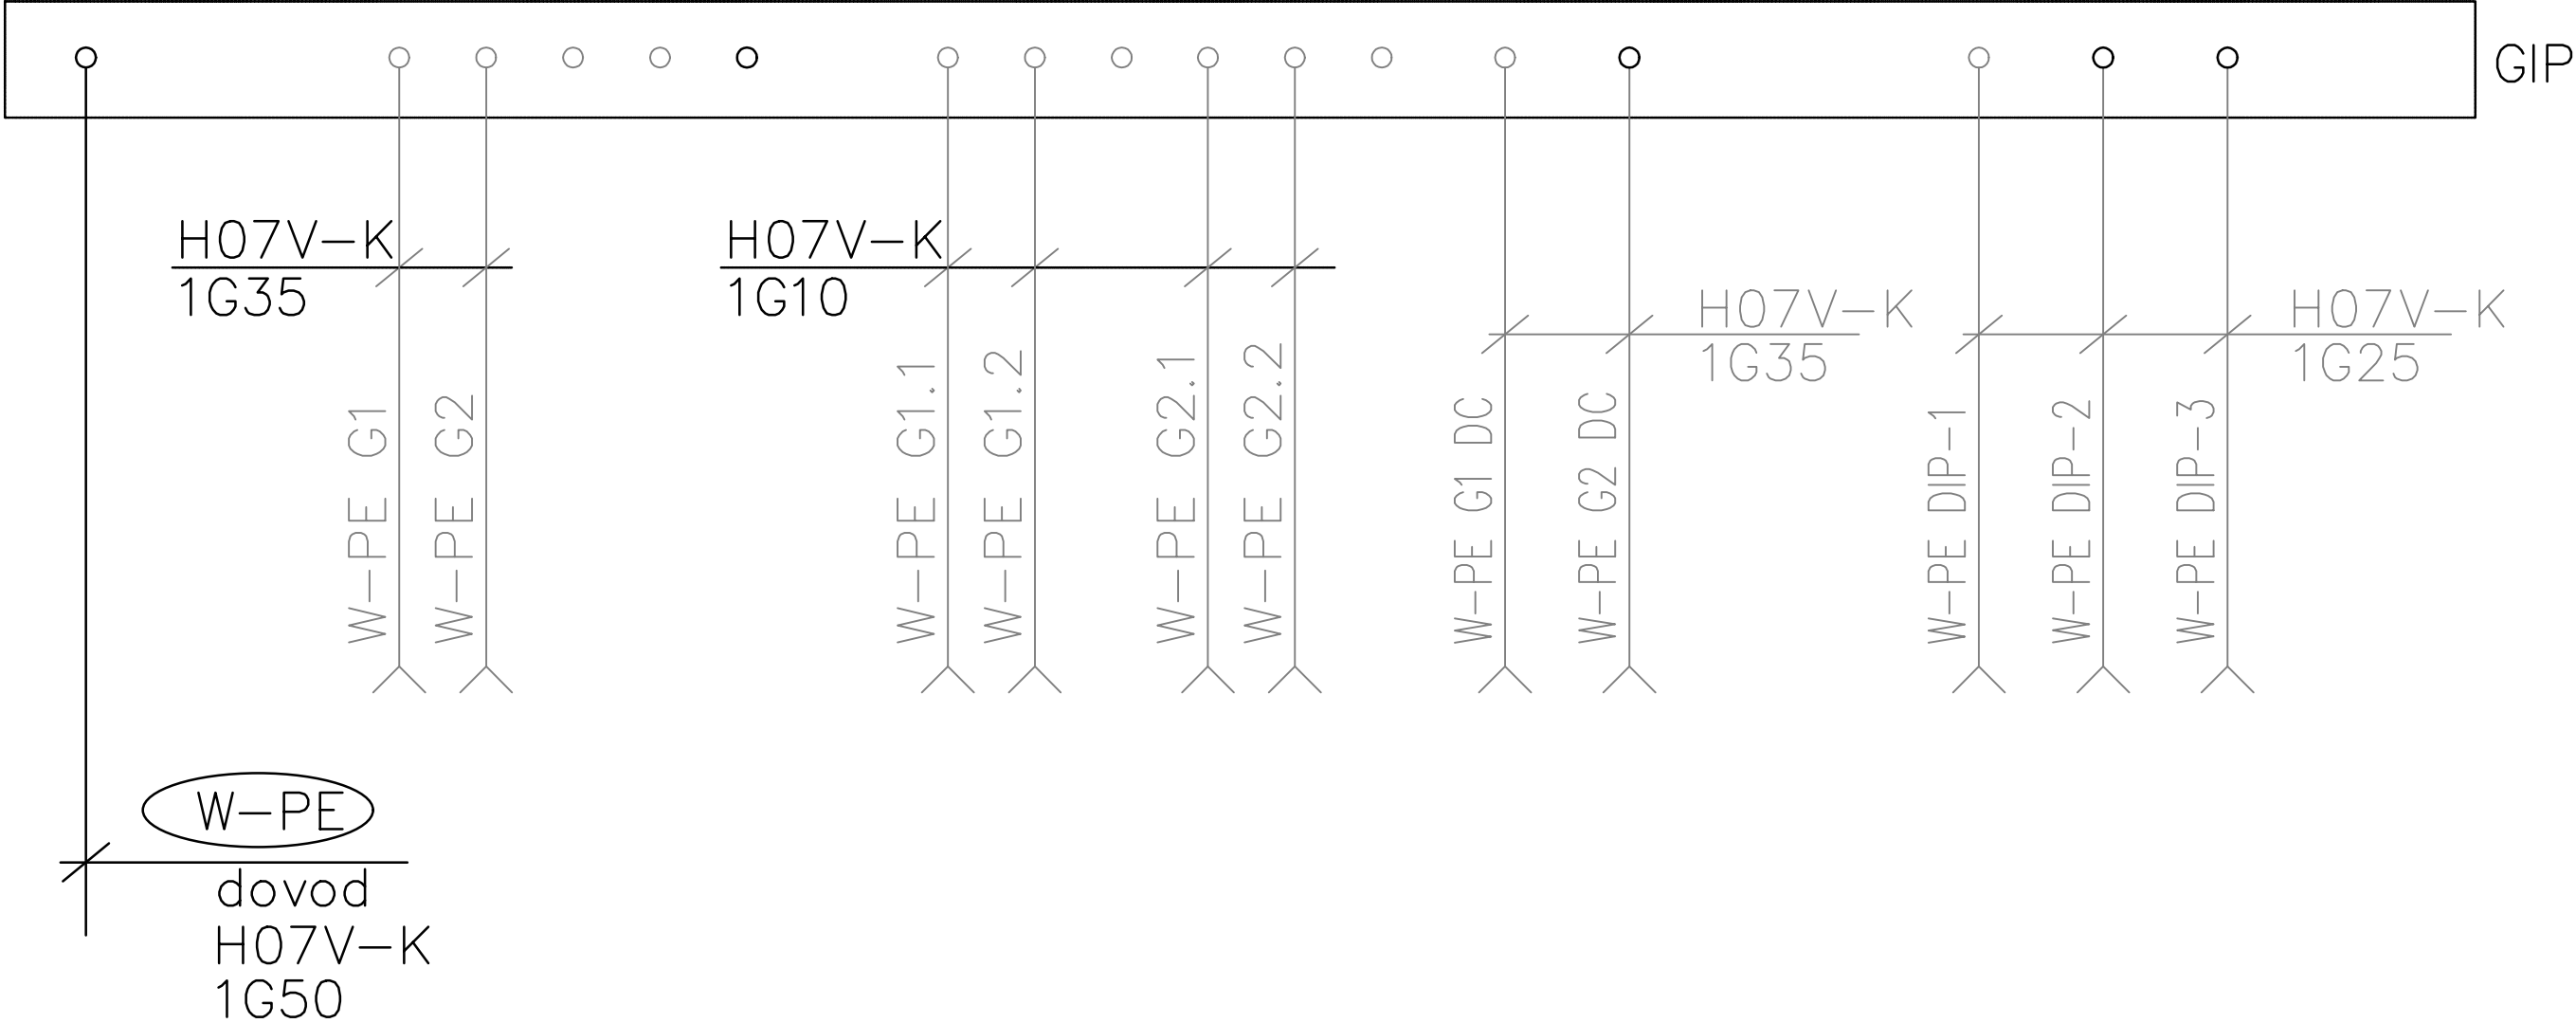 GIP
H07V-K
1G35
H07V-K
1G10
H07V-K
1G35
H07V-K
1G25
W-PE G1
W-PE G2
W-PE G1.1
W-PE G1.2
W-PE G2.1
W-PE G2.2
W-PE G1 DC
W-PE G2 DC
W-PE DIP-1
W-PE DIP-2
W-PE DIP-3
W-PE
dovod
H07V-K
1G50